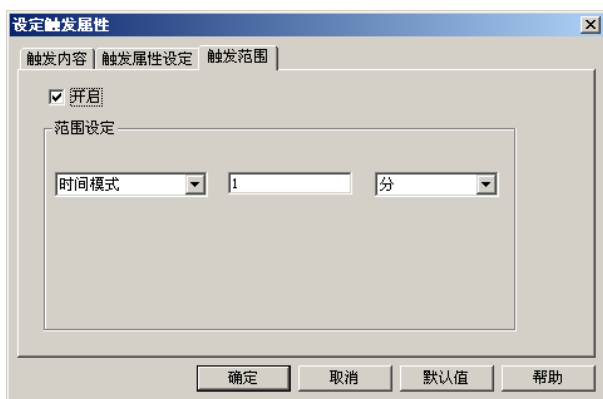 设定触发属性
触发内容 触发属性设定 触发范围
开启
范围设定
时间模式 1 分
确定 取消 默认值 帮助